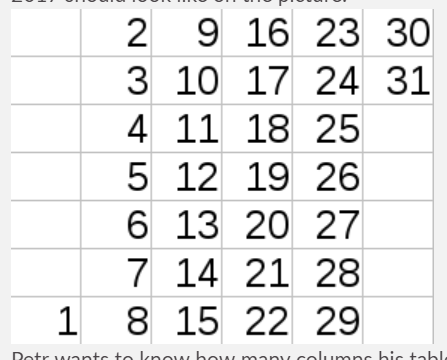 2017 should look like on the picture:
2 9 16 23 30
3 10 17 24 31
4 11 18 25
5 12 19 26
6 13 20 27
7 14 21 28
1 8 15 22 29
Petr wants to know how many columns his table